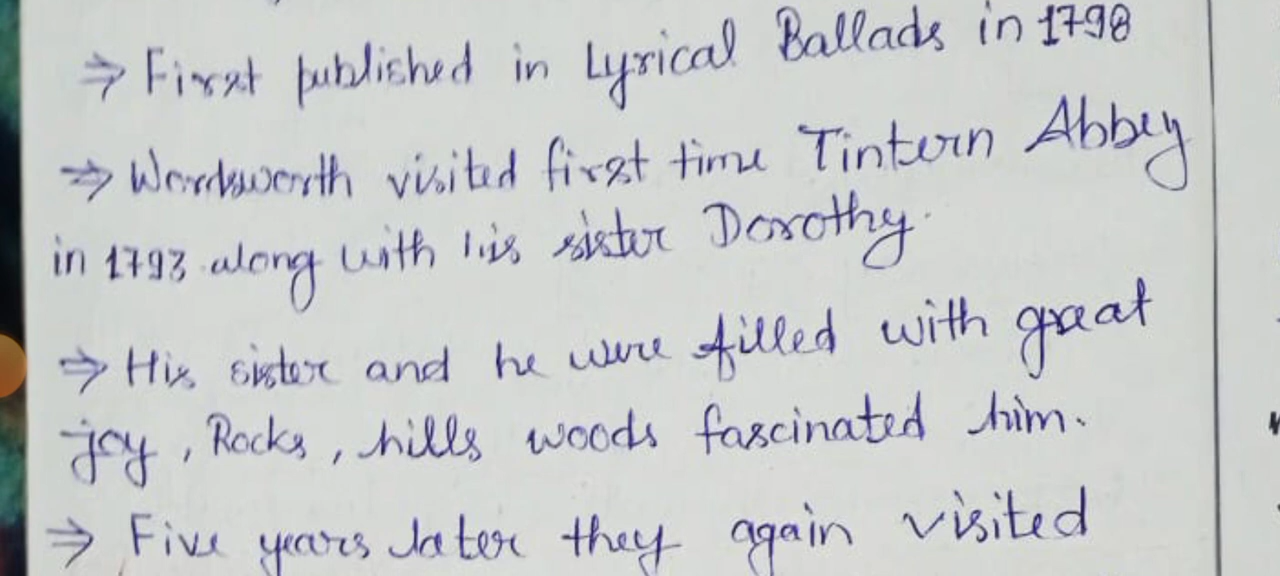 ⇒ First published in Lyrical Ballads in 1798
⇒ Wordsworth visited first time Tintern Abbey
in 1793 along with his sister Dorothy.
⇒ His sister and he were filled with great
joy, Rocks, hills woods fascinated him.
⇒ Five years later they again visited